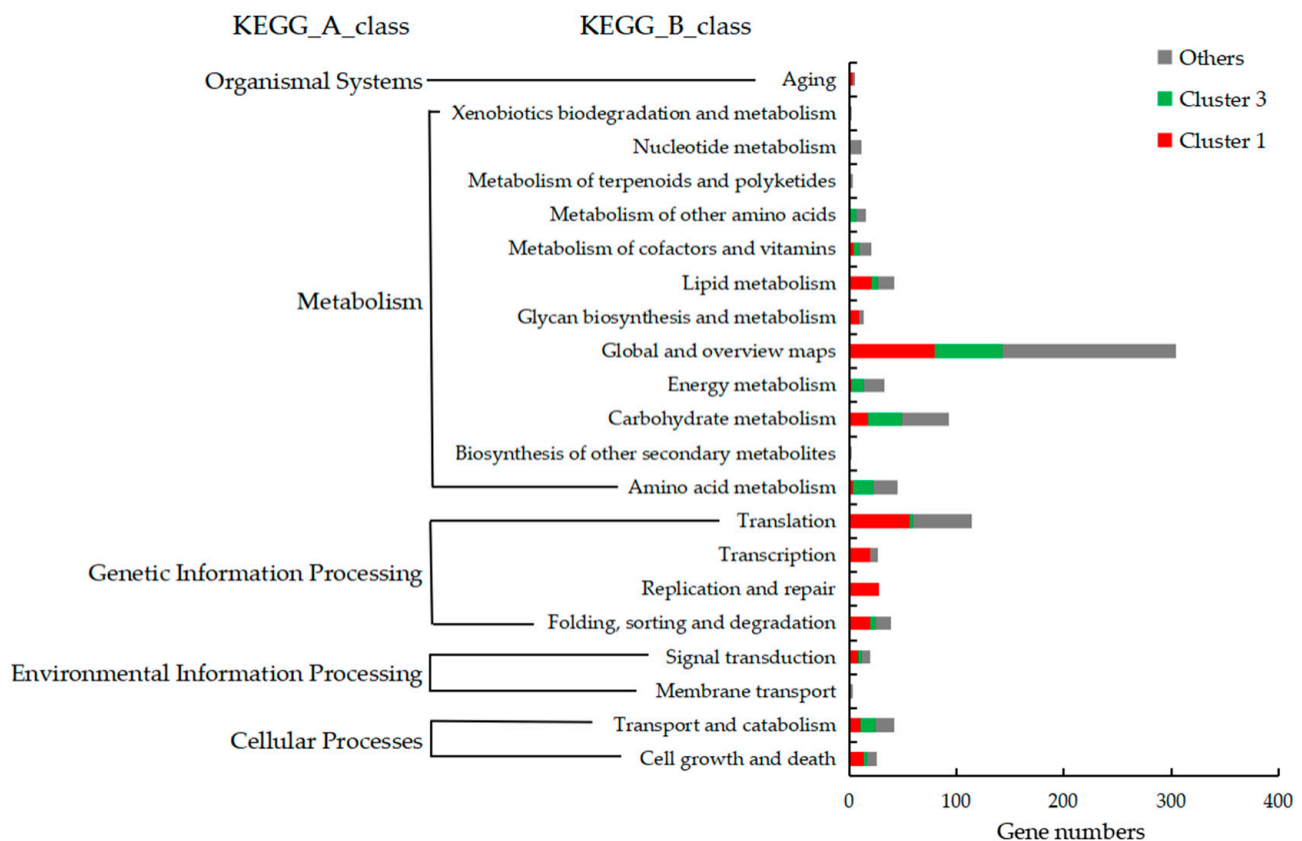 KEGG_A_class KEGG_B_class
Others
Cluster 3
Cluster 1
Organismal Systems
Aging
Xenobiotics biodegradation and metabolism
Nucleotide metabolism
Metabolism of terpenoids and polyketides
Metabolism of other amino acids
Metabolism of cofactors and vitamins
Lipid metabolism
Metabolism
Glycan biosynthesis and metabolism
Global and overview maps
Energy metabolism
Carbohydrate metabolism
Biosynthesis of other secondary metabolites
Amino acid metabolism
Translation
Transcription
Genetic Information Processing
Replication and repair
Folding, sorting and degradation
Signal transduction
Environmental Information Processing
Membrane transport
Transport and catabolism
Cellular Processes
Cell growth and death
0 100 200 300 400
Gene numbers